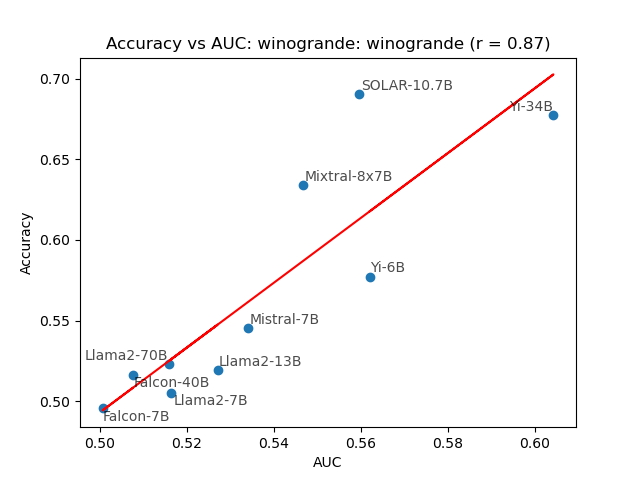 Accuracy vs AUC: winogrande: winogrande (r = 0.87)
0.70
0.65
0.60
0.55
0.50
Accuracy
SOLAR-10.7B
Yi-34B
Mixtral-8x7B
Yi-6B
Mistral-7B
Llama2-70B
Llama2-13B
Falcon-40B
Llama2-7B
Falcon-7B
0.50 0.52 0.54 0.56 0.58 0.60
AUC